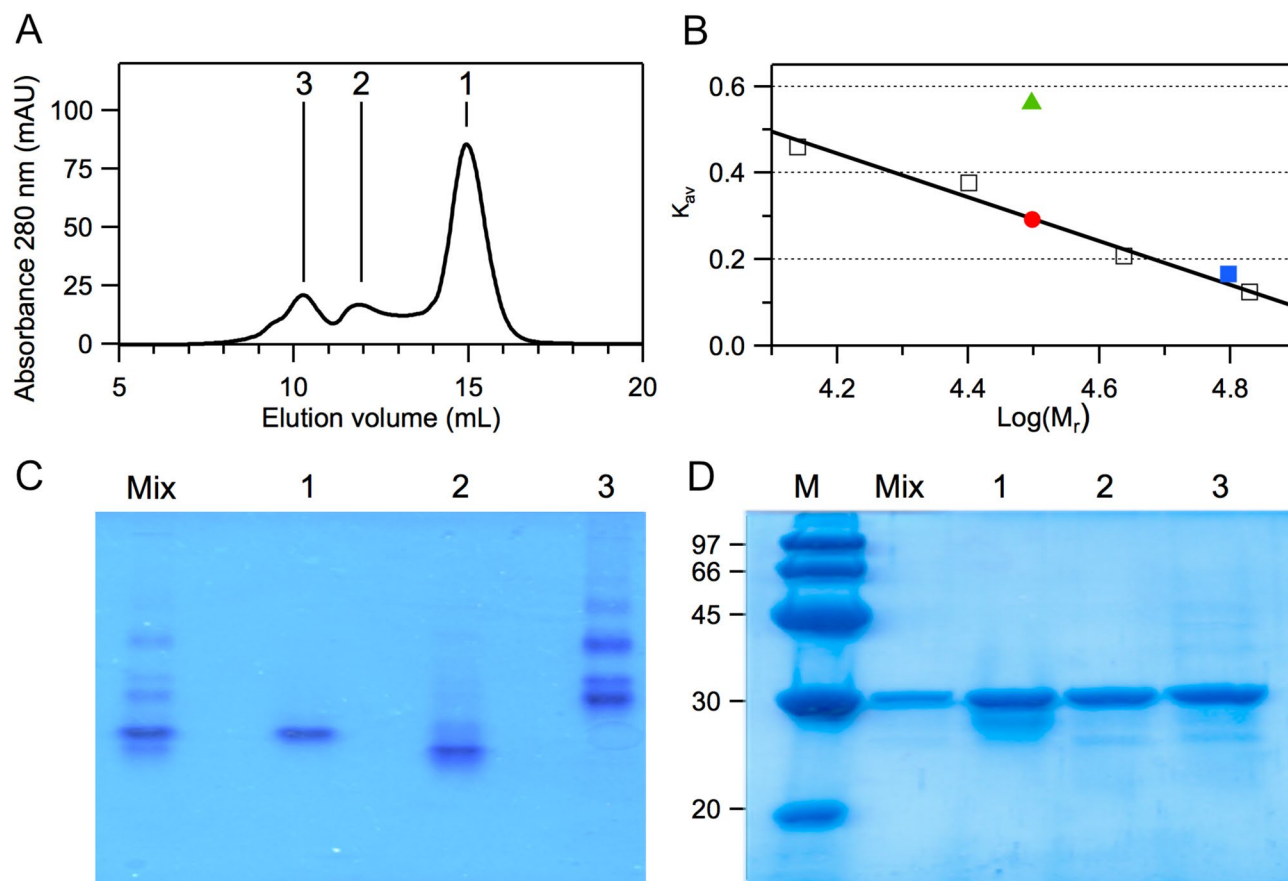 A
3 2 1
100
75
50
25
0
Absorbance 280 nm (mAU)
5 10 15 20
Elution volume (mL)
B
0.6
0.4
0.2
0.0
Kav
4.2 4.4 4.6 4.8
Log(Mr)
C
Mix 1 2 3
D
M Mix 1 2 3
97
66
45
30
20